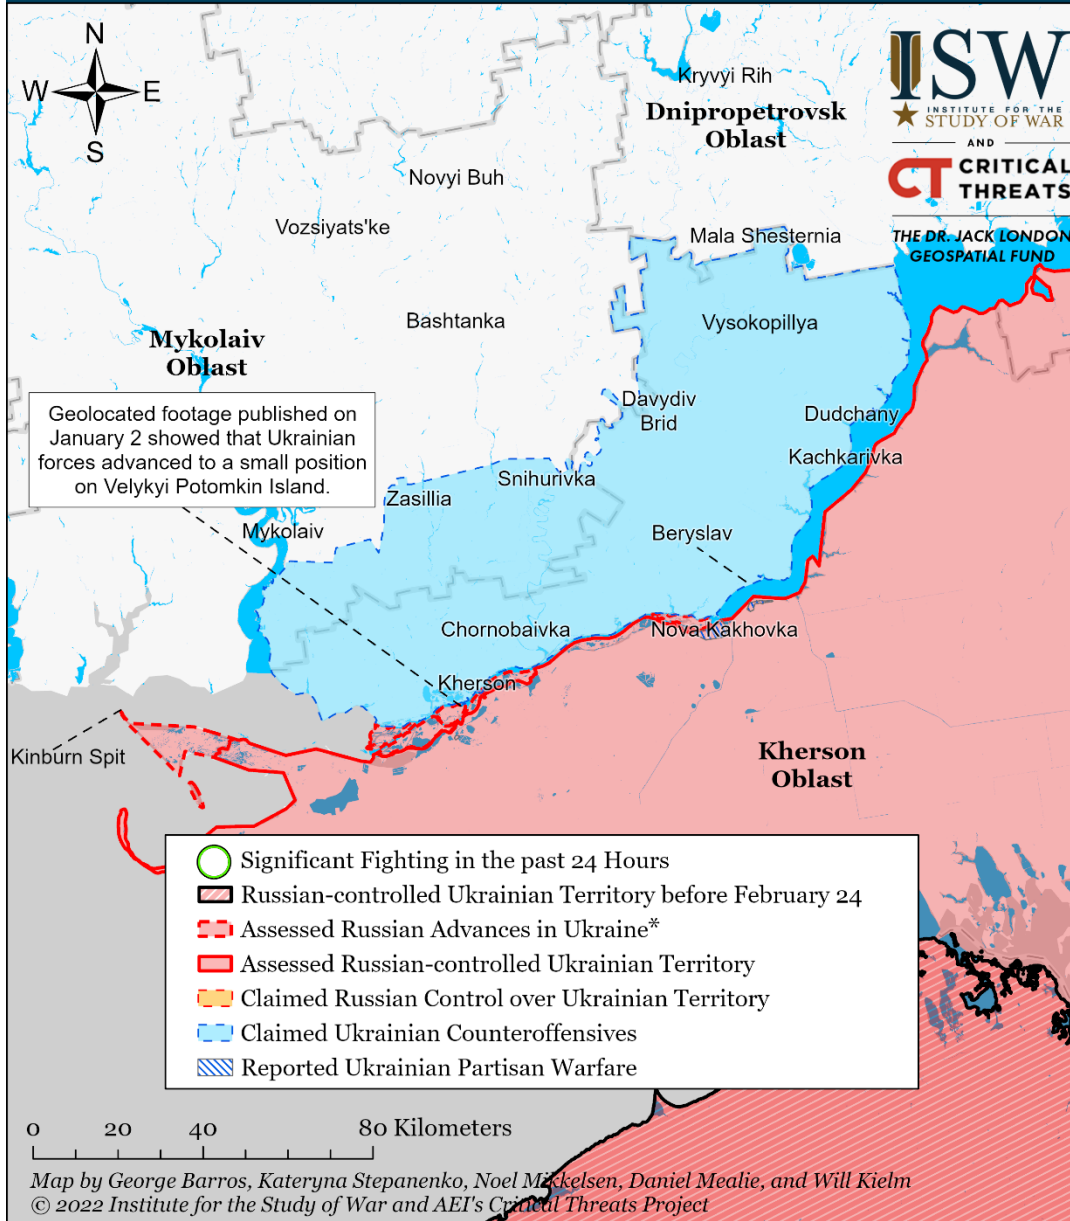 N
W
E
S
ISW
INSTITUTE FOR THE
STUDY OF WAR
AND
CT CRITICAL
THREATS
THE DR. JACK LONDON
GEOSPATIAL FUND
Kryvyi Rih
Dnipropetrovsk
Oblast
Novyi Buh
Vozsiyats'ke
Mala Shesternia
Bashtanka
Vysokopillya
Mykolaiv
Oblast
Geolocated footage published on
January 2 showed that Ukrainian
forces advanced to a small position
on Velykyi Potomkin Island.
Davydiv
Brid
Dudchany
Kachkarivka
Snihurivka
Zasillia
Mykolaiv
Beryslav
Chornobaivka
Nova Kakhovka
Kherson
Kinburn Spit
Kherson
Oblast
Significant Fighting in the past 24 Hours
Russian-controlled Ukrainian Territory before February 24
Assessed Russian Advances in Ukraine*
Assessed Russian-controlled Ukrainian Territory
Claimed Russian Control over Ukrainian Territory
Claimed Ukrainian Counteroffensives
Reported Ukrainian Partisan Warfare
0 20 40 80 Kilometers
Map by George Barros, Kateryna Stepanenko, Noel Mikkelsen, Daniel Mealie, and Will Kielm
© 2022 Institute for the Study of War and AEI's Critical Threats Project